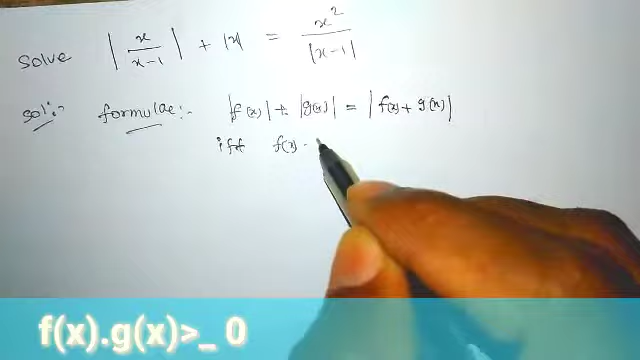 Solve |x/(x-1)| + |x| = x²/|x-1|
Sol:- formulae:- |f(x)| + |g(x)| = |f(x) + g(x)|
iff f(x) .
f(x).g(x)>_ 0